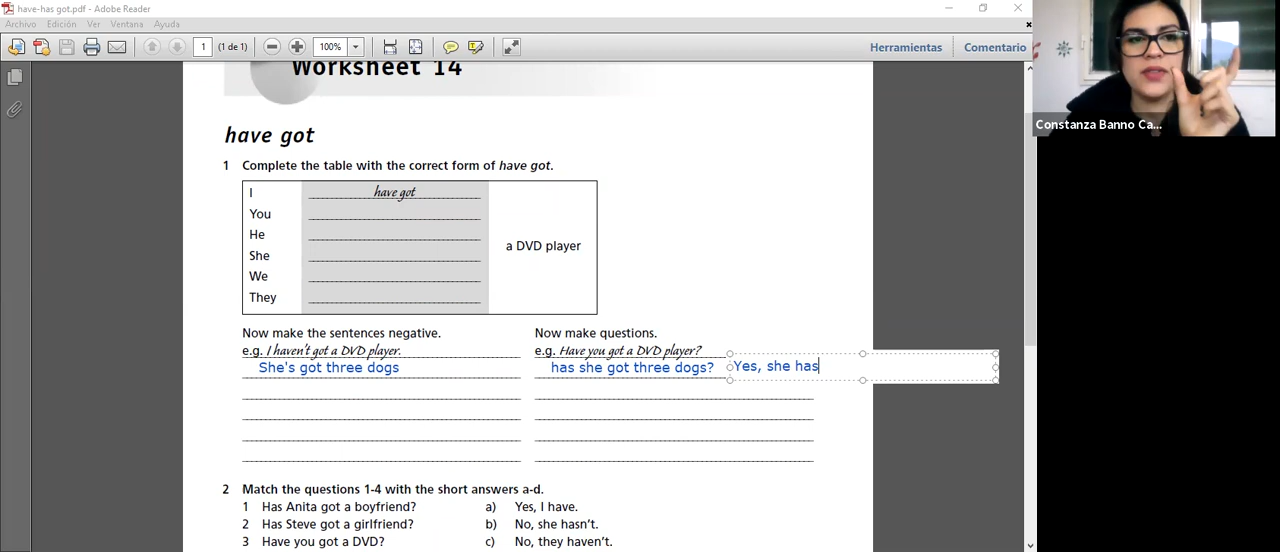 have-has got.pdf - Adobe Reader
Archivo Edición Ver Ventana Ayuda
1 (1 de 1) 100% Herramientas Comentario
Worksheet 14
Constanza Banno Ca...
have got
1 Complete the table with the correct form of have got.
I have got
You
He
a DVD player
She
We
They
Now make the sentences negative. Now make questions.
e.g. I haven't got a DVD player. e.g. Have you got a DVD player?
She's got three dogs has she got three dogs? Yes, she has
2 Match the questions 1-4 with the short answers a-d.
1 Has Anita got a boyfriend? a) Yes, I have.
2 Has Steve got a girlfriend? b) No, she hasn't.
3 Have you got a DVD? c) No, they haven't.